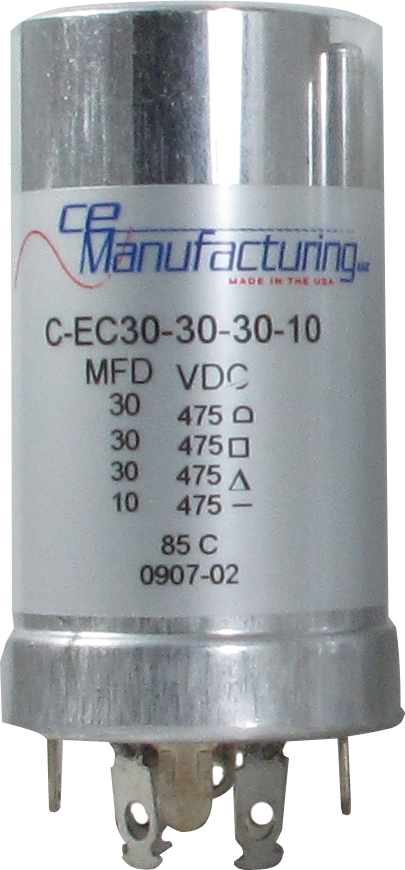 ce
Manufacturing LLC
MADE IN THE USA
C-EC30-30-30-10
MFD VDC
30 475
30 475
30 475
10 475
85 C
0907-02